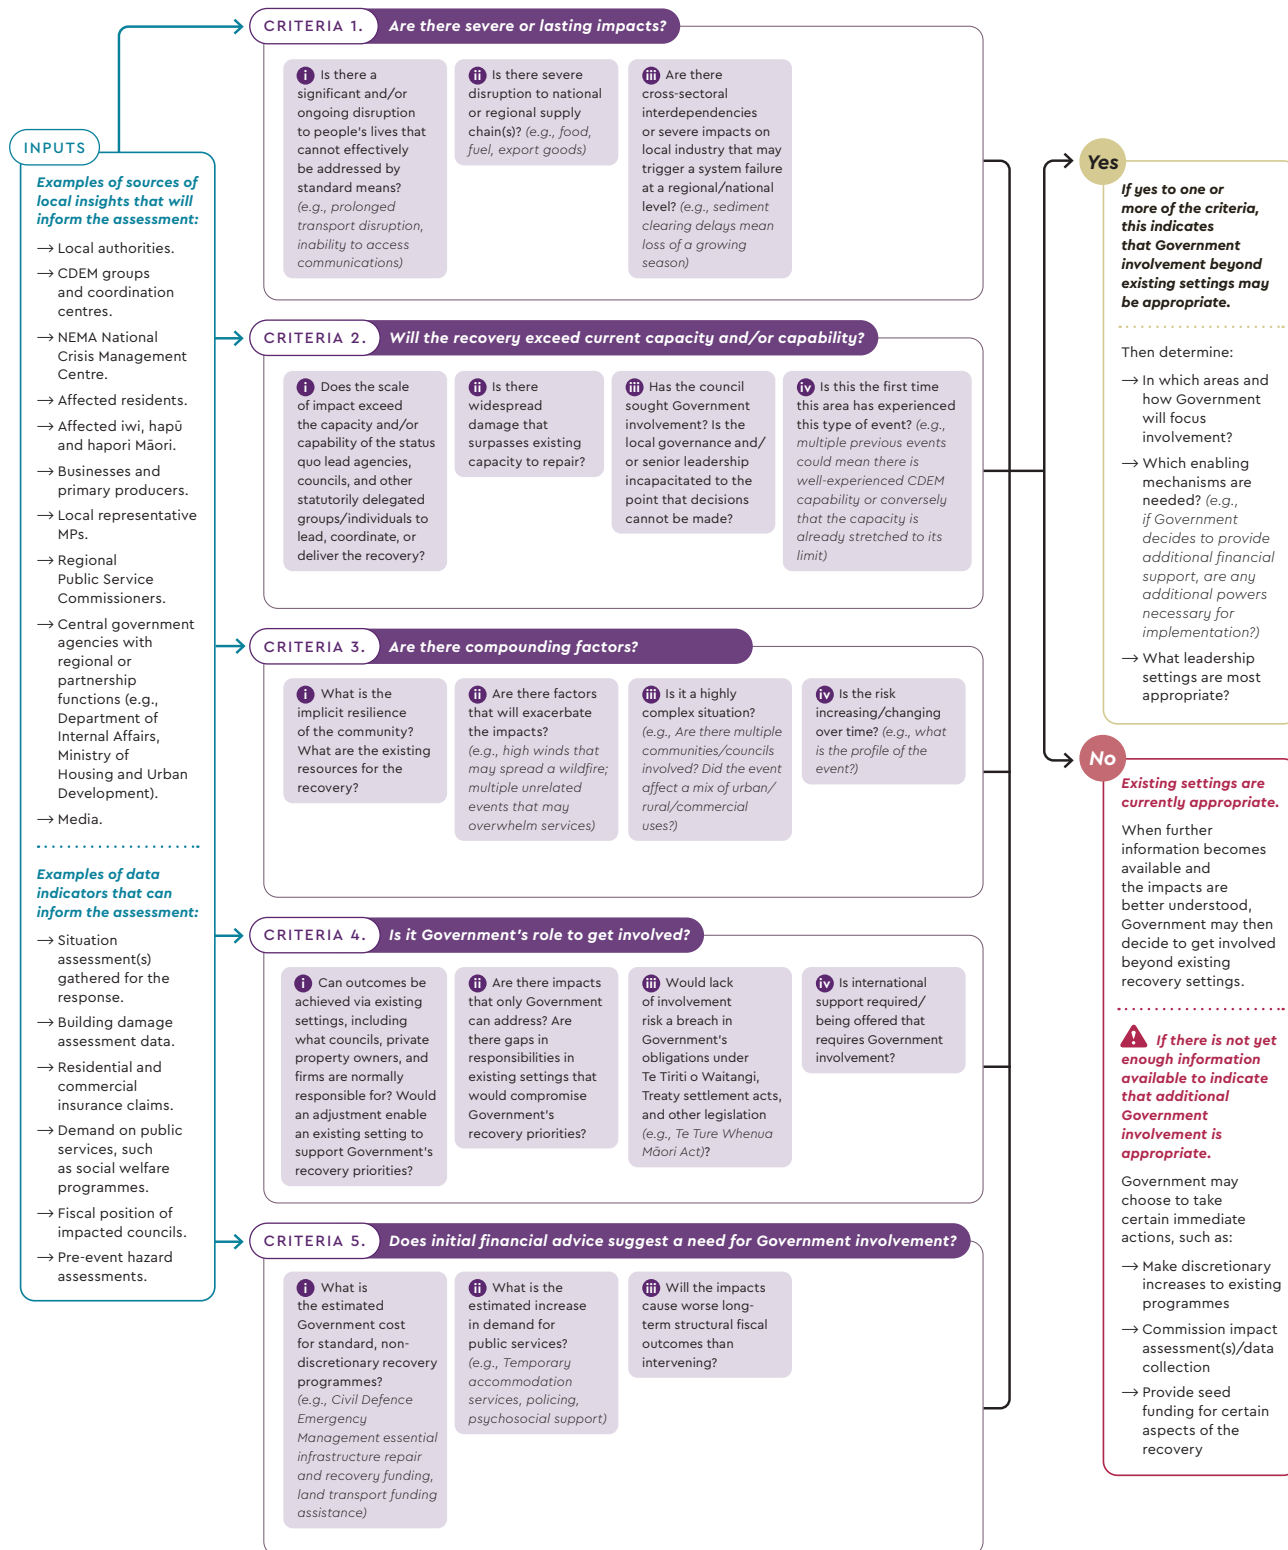 INPUTS
Examples of sources of
local insights that will
inform the assessment:
→ Local authorities.
→ CDEM groups
and coordination
centres.
→ NEMA National
Crisis Management
Centre.
→ Affected residents.
→ Affected iwi, hapū
and hapori Māori.
→ Businesses and
primary producers.
→ Local representative
MPs.
→ Regional
Public Service
Commissioners.
→ Central government
agencies with
regional or
partnership
functions (e.g.,
Department of
Internal Affairs,
Ministry of
Housing and Urban
Development).
→ Media.
Examples of data
indicators that can
inform the assessment:
→ Situation
assessment(s)
gathered for the
response.
→ Building damage
assessment data.
→ Residential and
commercial
insurance claims.
→ Demand on public
services, such
as social welfare
programmes.
→ Fiscal position of
impacted councils.
→ Pre-event hazard
assessments.
CRITERIA 1. Are there severe or lasting impacts?
i Is there a
significant and/or
ongoing disruption
to people's lives that
cannot effectively
be addressed by
standard means?
(e.g., prolonged
transport disruption,
inability to access
communications)
ii Is there severe
disruption to national
or regional supply
chain(s)? (e.g., food,
fuel, export goods)
iii Are there
cross-sectoral
interdependencies
or severe impacts on
local industry that may
trigger a system failure
at a regional/national
level? (e.g., sediment
clearing delays mean
loss of a growing
season)
CRITERIA 2. Will the recovery exceed current capacity and/or capability?
i Does the scale
of impact exceed
the capacity and/or
capability of the status
quo lead agencies,
councils, and other
statutorily delegated
groups/individuals to
lead, coordinate, or
deliver the recovery?
ii Is there
widespread
damage that
surpasses existing
capacity to repair?
iii Has the council
sought Government
involvement? Is the
local governance and/
or senior leadership
incapacitated to the
point that decisions
cannot be made?
iv Is this the first time
this area has experienced
this type of event? (e.g.,
multiple previous events
could mean there is
well-experienced CDEM
capability or conversely
that the capacity is
already stretched to its
limit)
CRITERIA 3. Are there compounding factors?
i What is the
implicit resilience
of the community?
What are the existing
resources for the
recovery?
ii Are there factors
that will exacerbate
the impacts?
(e.g., high winds that
may spread a wildfire;
multiple unrelated
events that may
overwhelm services)
iii Is it a highly
complex situation?
(e.g., Are there multiple
communities/councils
involved? Did the event
affect a mix of urban/
rural/commercial
uses?)
iv Is the risk
increasing/changing
over time? (e.g., what
is the profile of the
event?)
CRITERIA 4. Is it Government's role to get involved?
i Can outcomes be
achieved via existing
settings, including
what councils, private
property owners, and
firms are normally
responsible for? Would
an adjustment enable
an existing setting to
support Government's
recovery priorities?
ii Are there impacts
that only Government
can address? Are
there gaps in
responsibilities in
existing settings that
would compromise
Government's
recovery priorities?
iii Would lack
of involvement
risk a breach in
Government's
obligations under
Te Tiriti o Waitangi,
Treaty settlement acts,
and other legislation
(e.g., Te Ture Whenua
Māori Act)?
iv Is international
support required/
being offered that
requires Government
involvement?
CRITERIA 5. Does initial financial advice suggest a need for Government involvement?
i What is
the estimated
Government cost
for standard, non-
discretionary recovery
programmes?
(e.g., Civil Defence
Emergency
Management essential
infrastructure repair
and recovery funding,
land transport funding
assistance)
ii What is the
estimated increase
in demand for
public services?
(e.g., Temporary
accommodation
services, policing,
psychosocial support)
iii Will the impacts
cause worse long-
term structural fiscal
outcomes than
intervening?
Yes
If yes to one or
more of the criteria,
this indicates
that Government
involvement beyond
existing settings may
be appropriate.
Then determine:
→ In which areas and
how Government
will focus
involvement?
→ Which enabling
mechanisms are
needed? (e.g.,
if Government
decides to provide
additional financial
support, are any
additional powers
necessary for
implementation?)
→ What leadership
settings are most
appropriate?
No
Existing settings are
currently appropriate.
When further
information becomes
available and
the impacts are
better understood,
Government may then
decide to get involved
beyond existing
recovery settings.
If there is not yet
enough information
available to indicate
that additional
Government
involvement is
appropriate.
Government may
choose to take
certain immediate
actions, such as:
→ Make discretionary
increases to existing
programmes
→ Commission impact
assessment(s)/data
collection
→ Provide seed
funding for certain
aspects of the
recovery